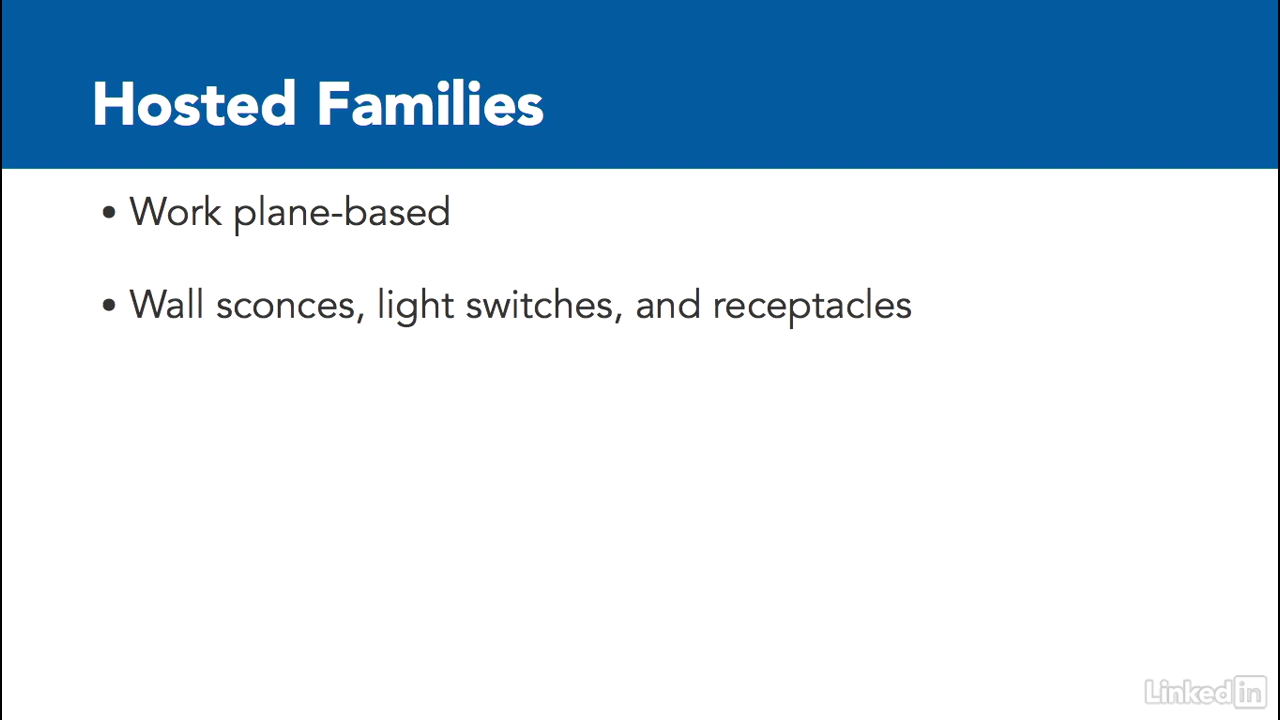 Hosted Families
• Work plane-based
• Wall sconces, light switches, and receptacles
Linked in